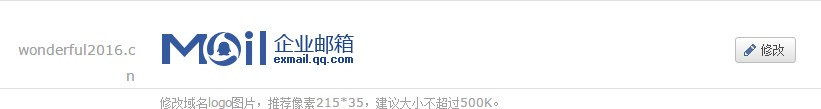 wonderful2016.c
n
Mail 企业邮箱
exmail.qq.com
修改
修改域名logo图片，推荐像素215*35，建议大小不超过500K。